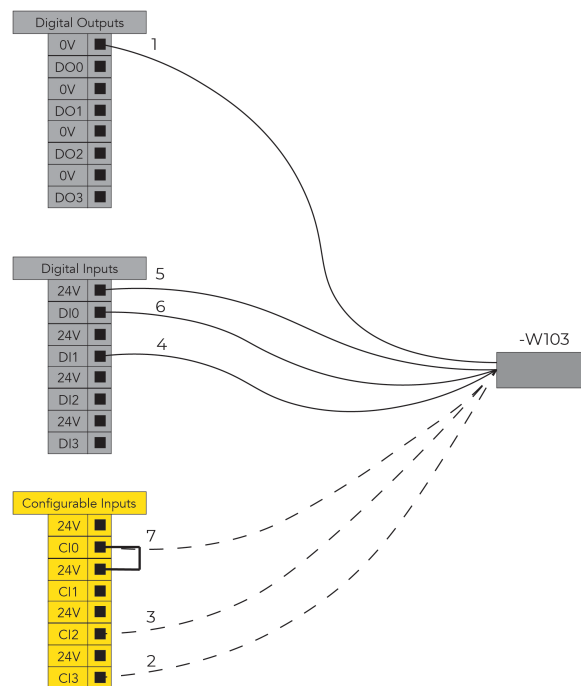 Digital Outputs
0V
1
DO0
0V
DO1
0V
DO2
0V
DO3
Digital Inputs
24V
5
DI0
6
24V
DI1
4
24V
DI2
24V
DI3
-W103
Configurable Inputs
24V
CI0
7
24V
CI1
24V
3
CI2
24V
2
CI3